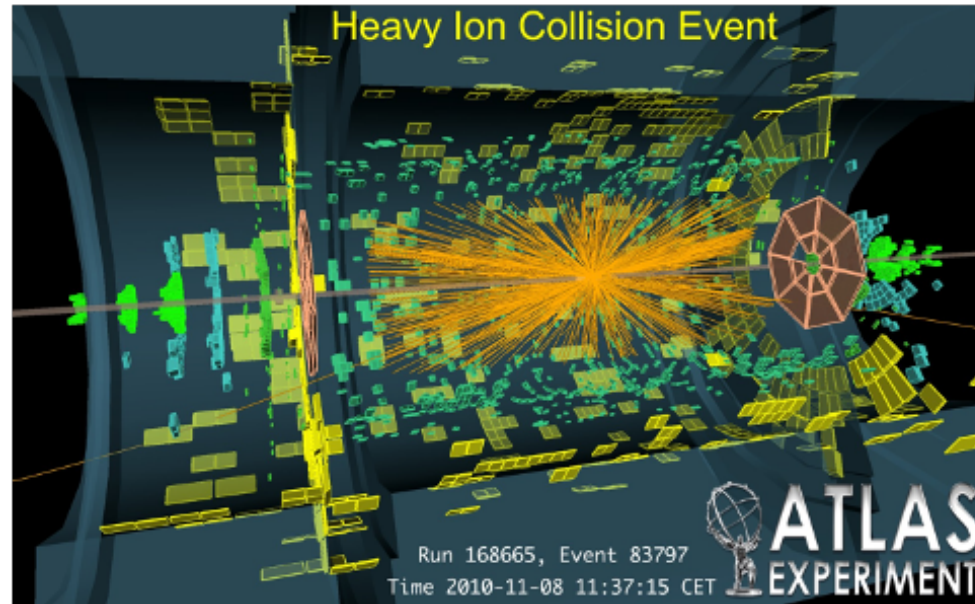 Heavy Ion Collision Event
Run 168665, Event 83797
Time 2010-11-08 11:37:15 CET
ATLAS
EXPERIMENT